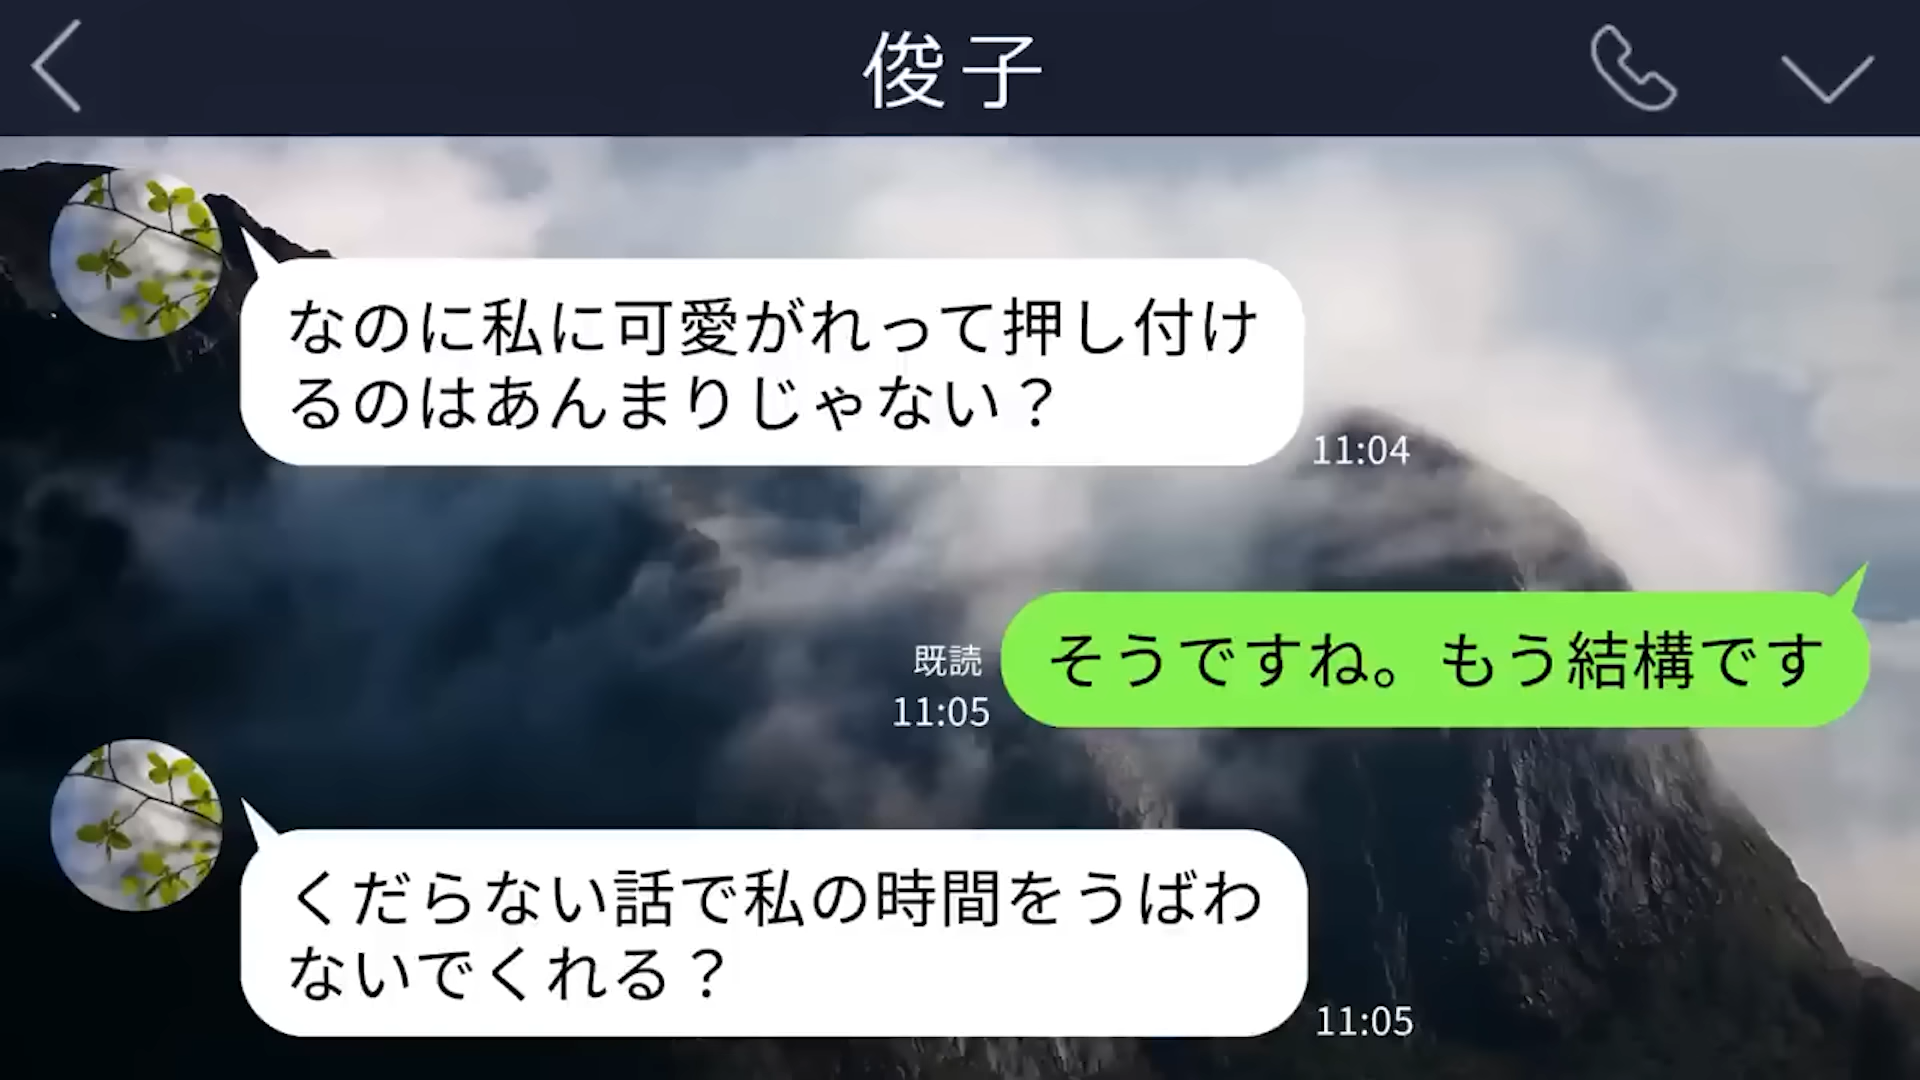 俊子
なのに私に可愛がれって押し付け
るのはあんまりじゃない？
11:04
そうですね。もう結構です
既読
11:05
くだらない話で私の時間をうばわ
ないでくれる？
11:05